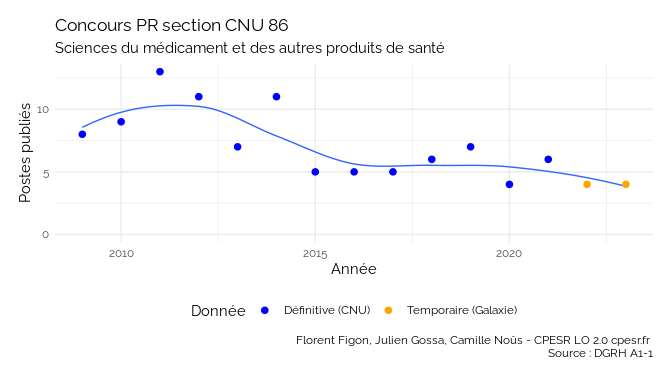 Concours PR section CNU 86
Sciences du médicament et des autres produits de santé
Postes publiés
10
5
0
2010 2015 2020
Année
Donnée Définitive (CNU) Temporaire (Galaxie)
Florent Figon, Julien Gossa, Camille Noûs - CPESR LO 2.0 cpesr.fr
Source : DGRH A1-1